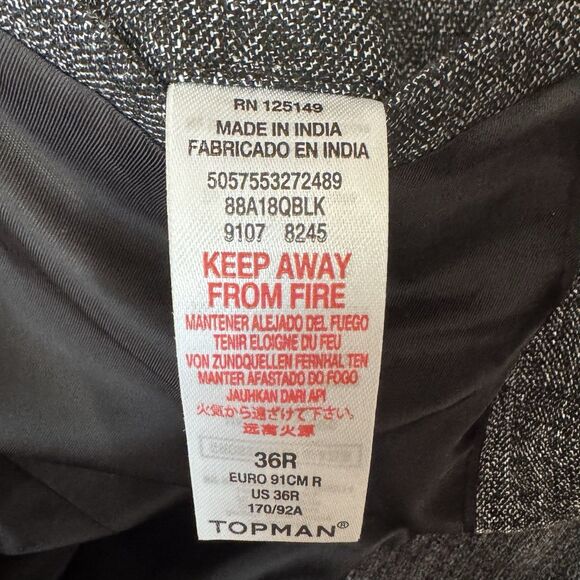 RN 125149
MADE IN INDIA
FABRICADO EN INDIA
5057553272489
88A18QBLK
9107 8245
KEEP AWAY
FROM FIRE
MANTENER ALEJADO DEL FUEGO
TENIR ELOIGNE DU FEU
VON ZUNDQUELLEN FERNHAL TEN
MANTER AFASTADO DO FOGO
JAUHKAN DARI API
火気から遠ざけて下さい。
远离火源
36R
EURO 91CM R
US 36R
170/92A
TOPMAN®